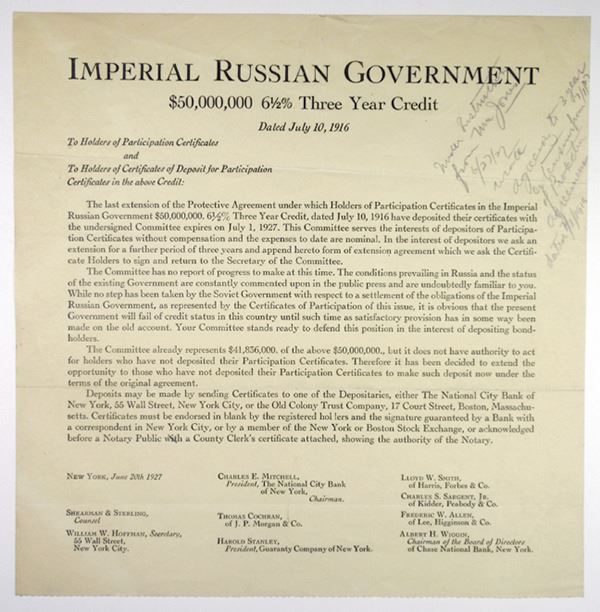 IMPERIAL RUSSIAN GOVERNMENT
$50,000,000 6½% Three Year Credit
Dated July 10, 1916
To Holders of Participation Certificates
and
To Holders of Certificates of Deposit for Participation
Certificates in the above Credit:
The last extension of the Protective Agreement under which Holders of Participation Certificates in the Imperial
Russian Government $50,000,000. 6½% Three Year Credit, dated July 10, 1916 have deposited their certificates with
the undersigned Committee expires on July 1, 1927. This Committee serves the interests of depositors of Participa-
tion Certificates without compensation and the expenses to date are nominal. In the interest of depositors we ask an
extension for a further period of three years and append hereto form of extension agreement which we ask the Certifi-
cate Holders to sign and return to the Secretary of the Committee.
The Committee has no report of progress to make at this time. The conditions prevailing in Russia and the status
of the existing Government are constantly commented upon in the public press and are undoubtedly familiar to you.
While no step has been taken by the Soviet Government with respect to a settlement of the obligations of the Imperial
Russian Government, as represented by the Certificates of Participation of this issue, it is obvious that the present
Government will fail of credit status in this country until such time as satisfactory provision has in some way been
made on the old account. Your Committee stands ready to defend this position in the interest of depositing bond-
holders.
The Committee already represents $41,856,000. of the above $50,000,000., but it does not have authority to act
for holders who have not deposited their Participation Certificates. Therefore it has been decided to extend the
opportunity to those who have not deposited their Participation Certificates to make such deposit now under the
terms of the original agreement.
Deposits may be made by sending Certificates to one of the Depositaries, either The National City Bank of
New York, 55 Wall Street, New York City, or the Old Colony Trust Company, 17 Court Street, Boston, Massachu-
setts. Certificates must be endorsed in blank by the registered hol ers and the signature guaranteed by a Bank with
a correspondent in New York City, or by a member of the New York or Boston Stock Exchange, or acknowledged
before a Notary Public with a County Clerk's certificate attached, showing the authority of the Notary.
NEW YORK, June 20th 1927
SHEARMAN & STERLING,
Counsel
WILLIAM W. HOFFMAN, Secretary,
55 Wall Street,
New York City.
CHARLES E. MITCHELL,
President, The National City Bank
of New York,
Chairman.
THOMAS COCHRAN,
of J. P. Morgan & Co.
HAROLD STANLEY,
President, Guaranty Company of New York.
LLOYD W. SMITH,
of Harris, Forbes & Co.
CHARLES S. SARGENT, JR.
of Kidder, Peabody & Co.
FREDERIC W. ALLEN,
of Lee, Higginson & Co.
ALBERT H. WIGGIN,
Chairman of the Board of Directors
of Chase National Bank, New York.
Under instructions
from Mr Jones
6/27/27
wrote
agreeing to 3 year